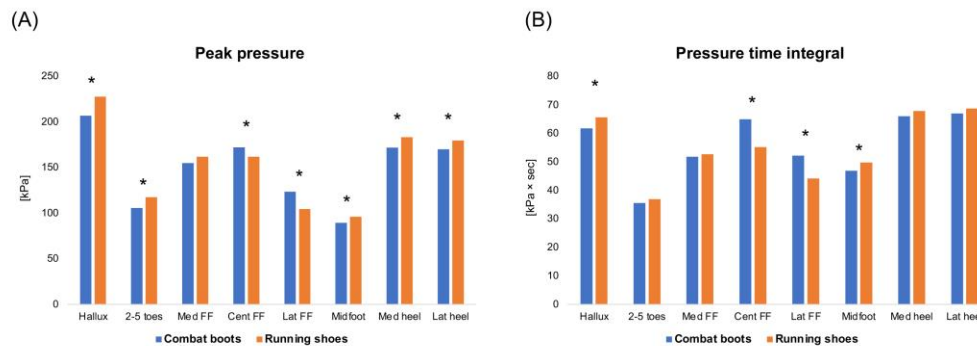 (A)
Peak pressure
250
200
150
100
50
0
[kPa]
* * * * * * *
Hallux 2-5 toes Med FF Cent FF Lat FF Midfoot Med heel Lat heel
Combat boots Running shoes
(B)
Pressure time integral
80
70
60
50
40
30
20
10
0
[kPa × sec]
* * * *
Hallux 2-5 toes Med FF Cent FF Lat FF Midfoot Med heel Lat heel
Combat boots Running shoes